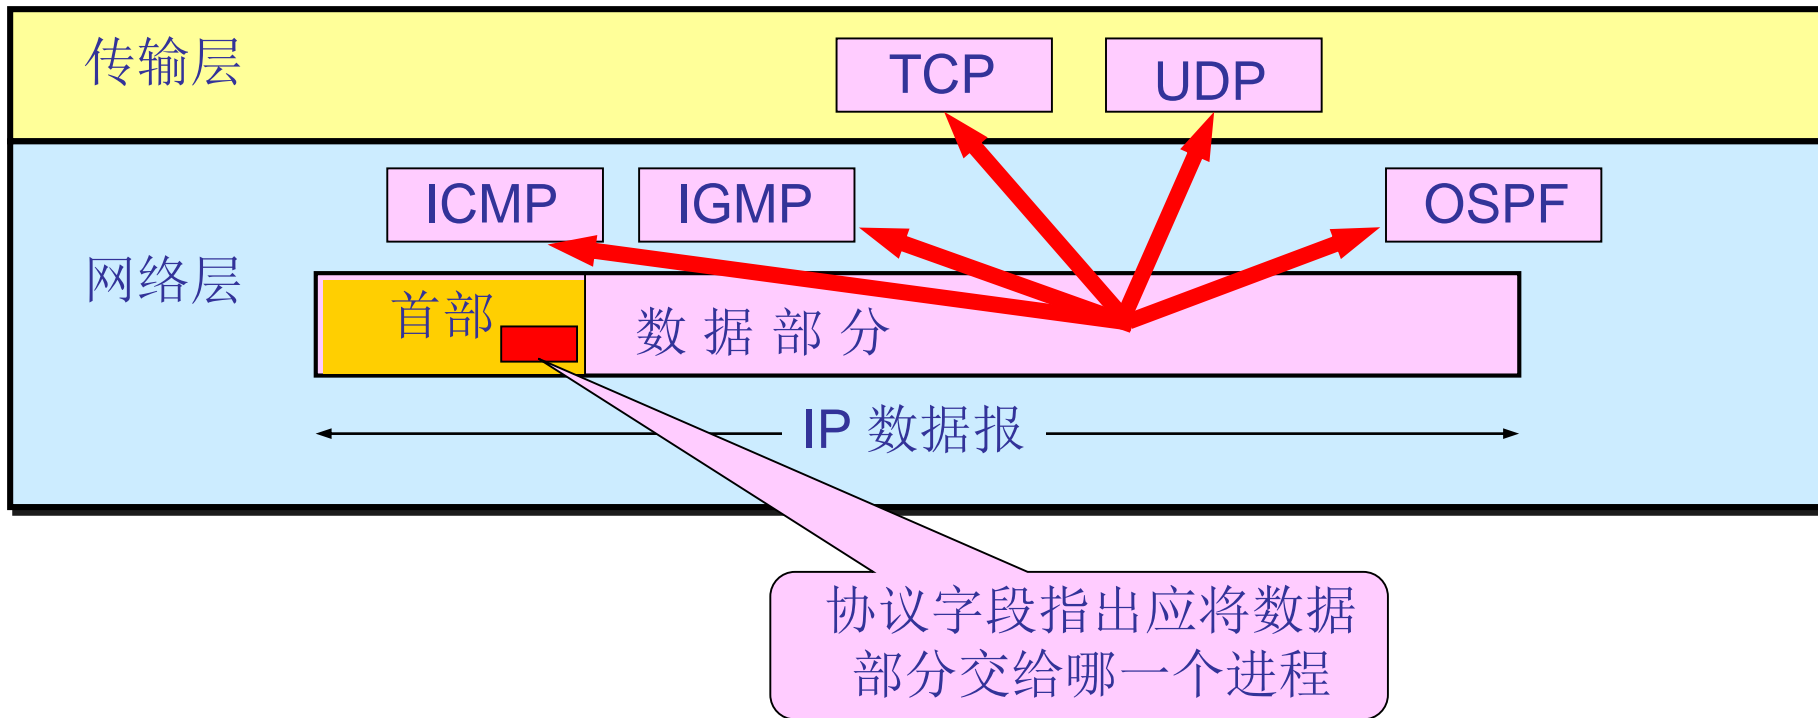 传输层
TCP
UDP
ICMP
IGMP
OSPF
网络层
首部
数据部分
IP 数据报
协议字段指出应将数据
部分交给哪一个进程